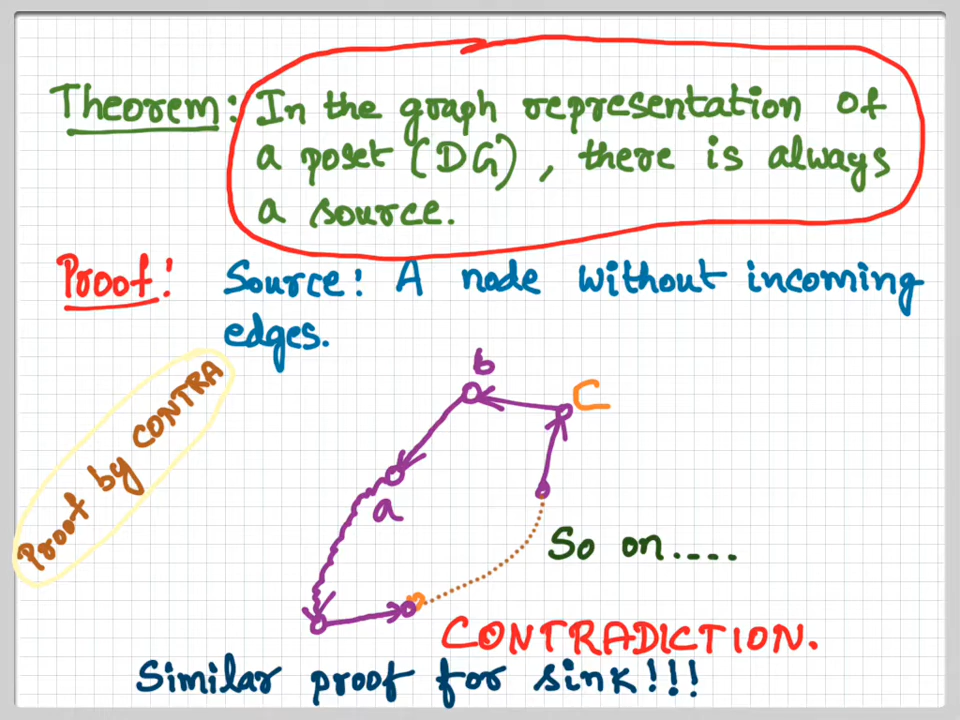 Theorem: In the graph representation of
a poset (DG), there is always
a source.
Proof: Source: A node without incoming
edges.
Proof by CONTRA
b
C
a
So on....
CONTRADICTION.
Similar proof for sink!!!